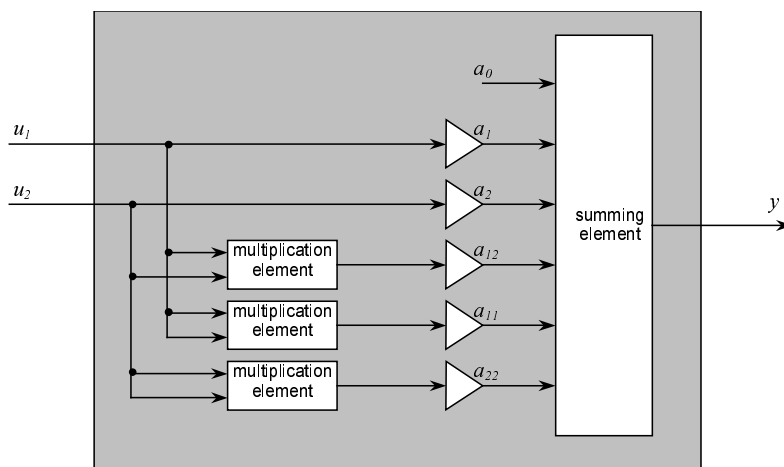 a0
u1
a1
u2
a2
y
summing
element
multiplication
element
a12
multiplication
element
a11
multiplication
element
a22